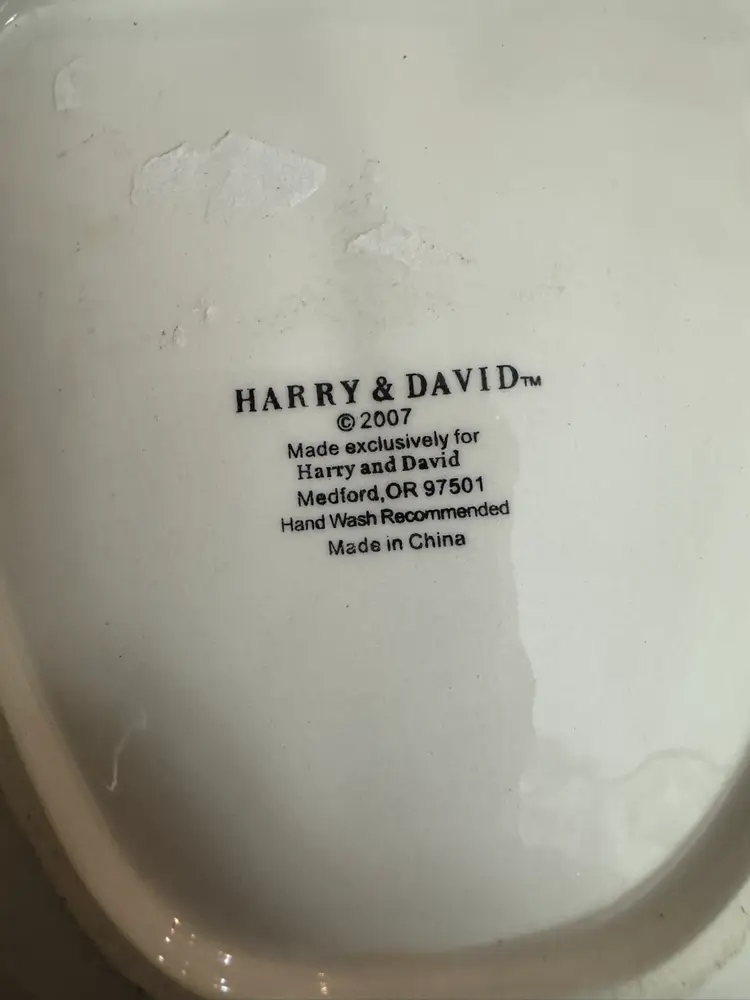 HARRY & DAVID™
©2007
Made exclusively for
Harry and David
Medford,OR 97501
Hand Wash Recommended
Made in China